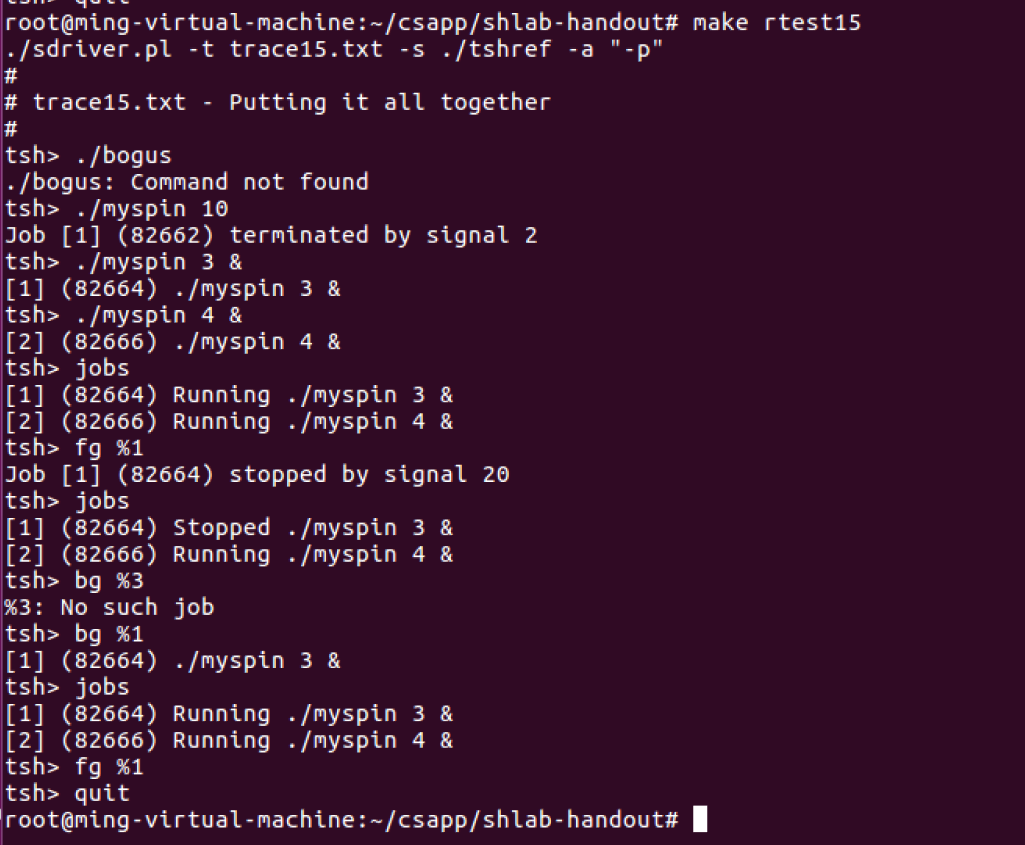 tsh> quit
root@ming-virtual-machine:~/csapp/shlab-handout# make rtest15
./sdriver.pl -t trace15.txt -s ./tshref -a "-p"
#
# trace15.txt - Putting it all together
#
tsh> ./bogus
./bogus: Command not found
tsh> ./myspin 10
Job [1] (82662) terminated by signal 2
tsh> ./myspin 3 &
[1] (82664) ./myspin 3 &
tsh> ./myspin 4 &
[2] (82666) ./myspin 4 &
tsh> jobs
[1] (82664) Running ./myspin 3 &
[2] (82666) Running ./myspin 4 &
tsh> fg %1
Job [1] (82664) stopped by signal 20
tsh> jobs
[1] (82664) Stopped ./myspin 3 &
[2] (82666) Running ./myspin 4 &
tsh> bg %3
%3: No such job
tsh> bg %1
[1] (82664) ./myspin 3 &
tsh> jobs
[1] (82664) Running ./myspin 3 &
[2] (82666) Running ./myspin 4 &
tsh> fg %1
tsh> quit
root@ming-virtual-machine:~/csapp/shlab-handout#